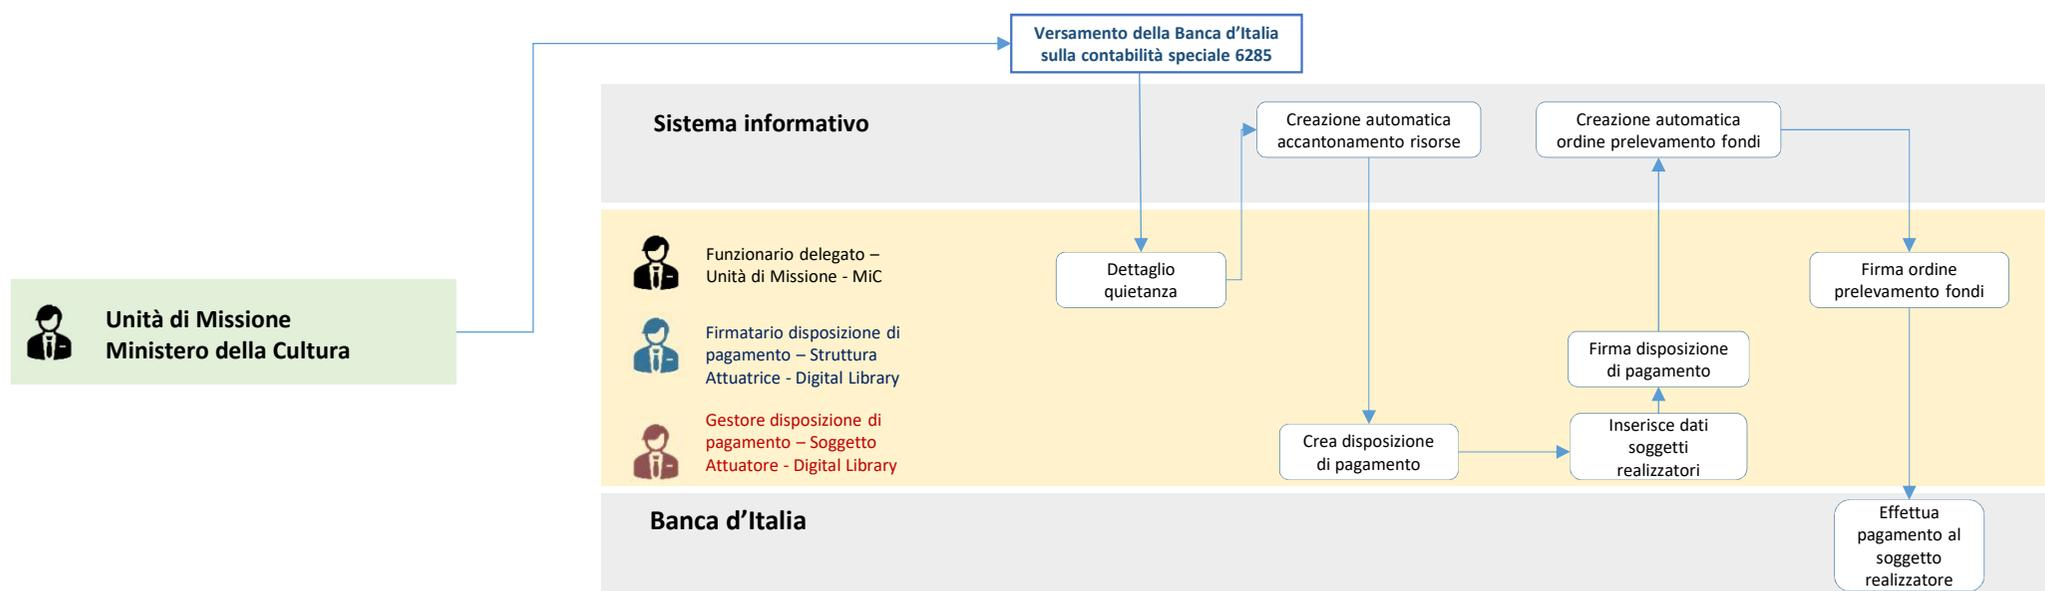 Versamento della Banca d’Italia
sulla contabilità speciale 6285
Sistema informativo
Creazione automatica
accantonamento risorse
Creazione automatica
ordine prelevamento fondi
Unità di Missione
Ministero della Cultura
Funzionario delegato –
Unità di Missione - MiC
Dettaglio
quietanza
Firma ordine
prelevamento fondi
Firmatario disposizione di
pagamento – Struttura
Attuatrice - Digital Library
Firma disposizione
di pagamento
Gestore disposizione di
pagamento – Soggetto
Attuatore - Digital Library
Crea disposizione
di pagamento
Inserisce dati
soggetti
realizzatori
Banca d’Italia
Effettua
pagamento al
soggetto
realizzatore